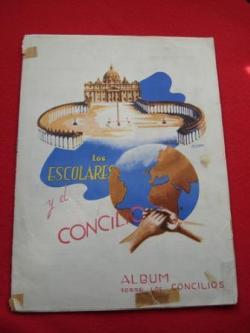 los
ESCOLARES
y el
CONCILIO
ALBUM
SOBRE LOS CONCILIOS